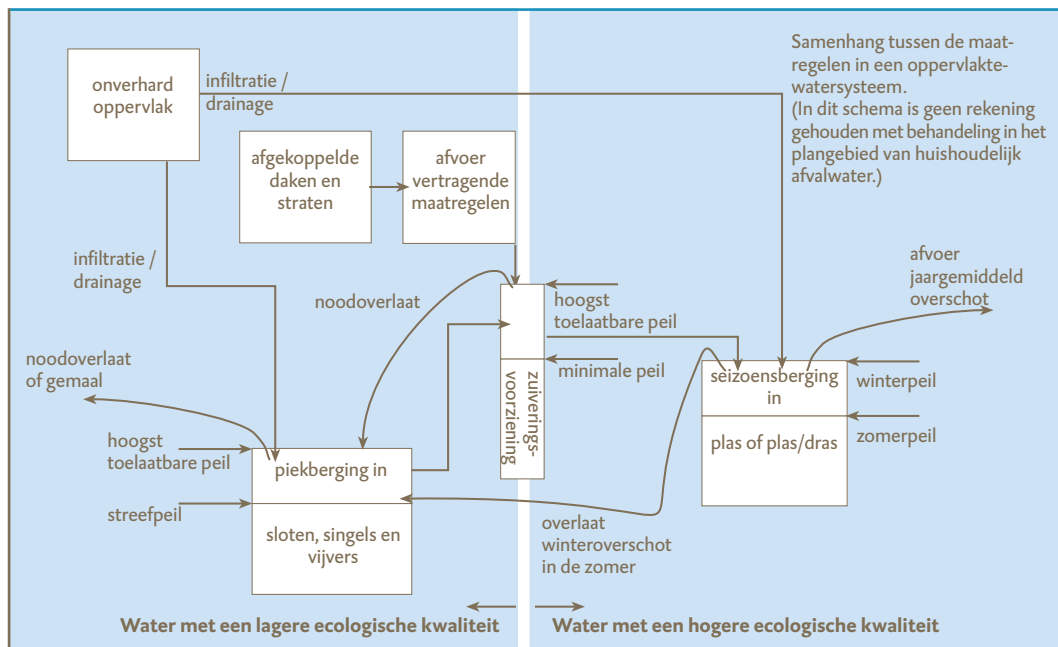 Samenhang tussen de maat-
regelen in een oppervlakte-
watersysteem.
(In dit schema is geen rekening
gehouden met behandeling in het
plangebied van huishoudelijk
afvalwater.)
onverhard
oppervlak
infiltratie /
drainage
afgekoppelde
daken en
straten
afvoer
vertragende
maatregelen
infiltratie /
drainage
noodoverlaat
hoogst
toelaatbare peil
minimale peil
zuiverings-
voorziening
afvoer
jaargemiddeld
overschot
noodoverlaat
of gemaal
seizoensberging
in
plas of plas/dras
winterpeil
zomerpeil
hoogst
toelaatbare peil
streefpeil
piekberging in
sloten, singels en
vijvers
overlaat
winteroverschot
in de zomer
Water met een lagere ecologische kwaliteit
Water met een hogere ecologische kwaliteit